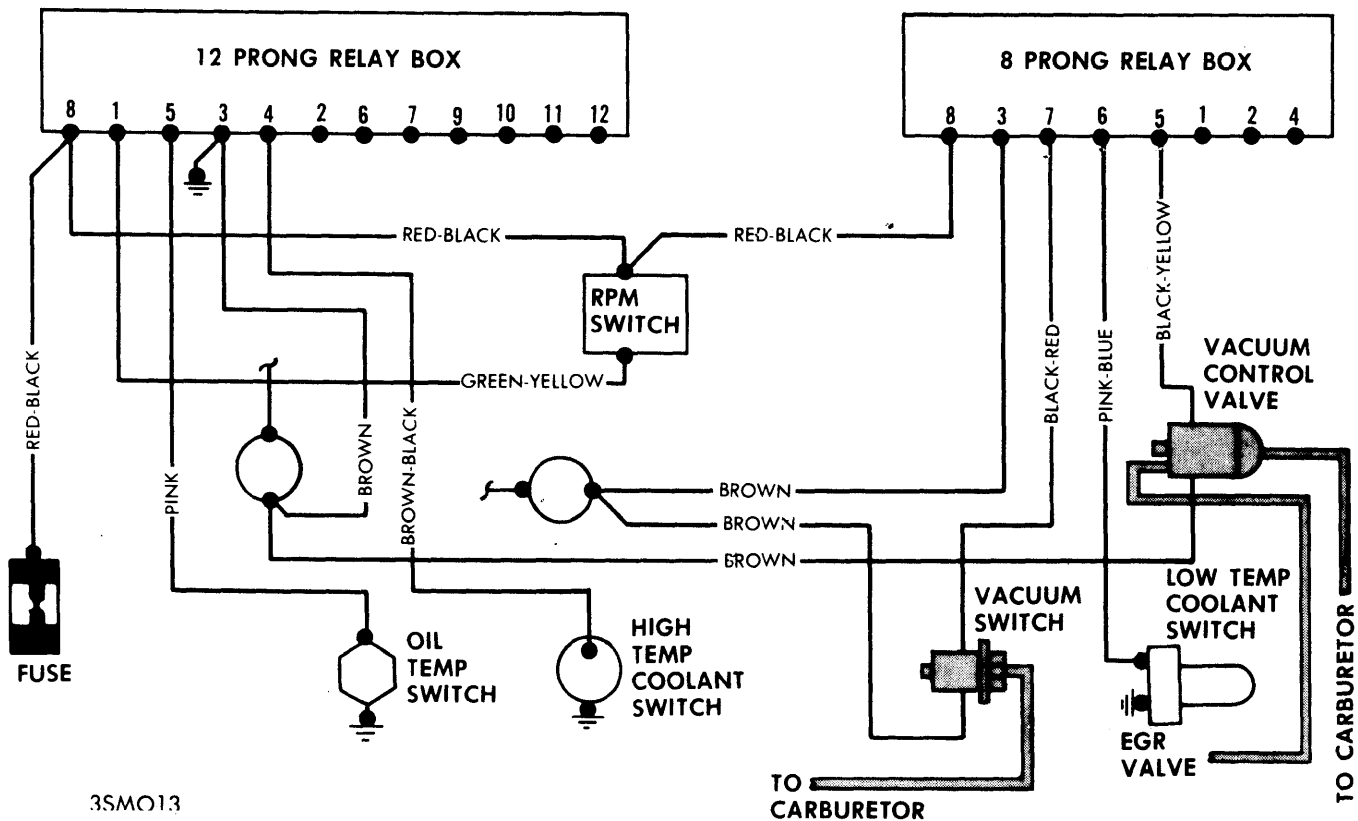 12 PRONG RELAY BOX
8 1 5 3 4 2 6 7 9 10 11 12
8 PRONG RELAY BOX
8 3 7 6 5 1 2 4
RED-BLACK
RED-BLACK
RPM
SWITCH
GREEN-YELLOW
RED-BLACK
PINK
BROWN
BROWN-BLACK
BLACK-RED
PINK-BLUE
BLACK-YELLOW
VACUUM
CONTROL
VALVE
BROWN
BROWN
BROWN
FUSE
OIL
TEMP
SWITCH
HIGH
TEMP
COOLANT
SWITCH
VACUUM
SWITCH
LOW TEMP
COOLANT
SWITCH
EGR
VALVE
TO
CARBURETOR
TO CARBURETOR
3SMO13